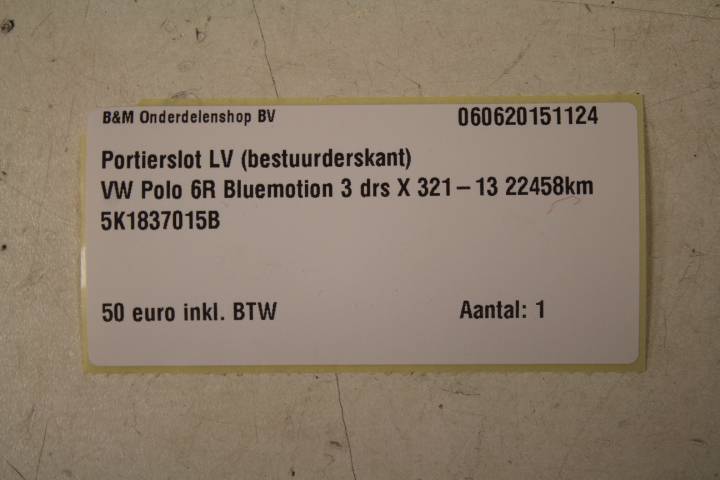 B&M Onderdelenshop BV 060620151124
Portierslot LV (bestuurderskant)
VW Polo 6R Bluemotion 3 drs X 321 – 13 22458km
5K1837015B
50 euro inkl. BTW Aantal: 1